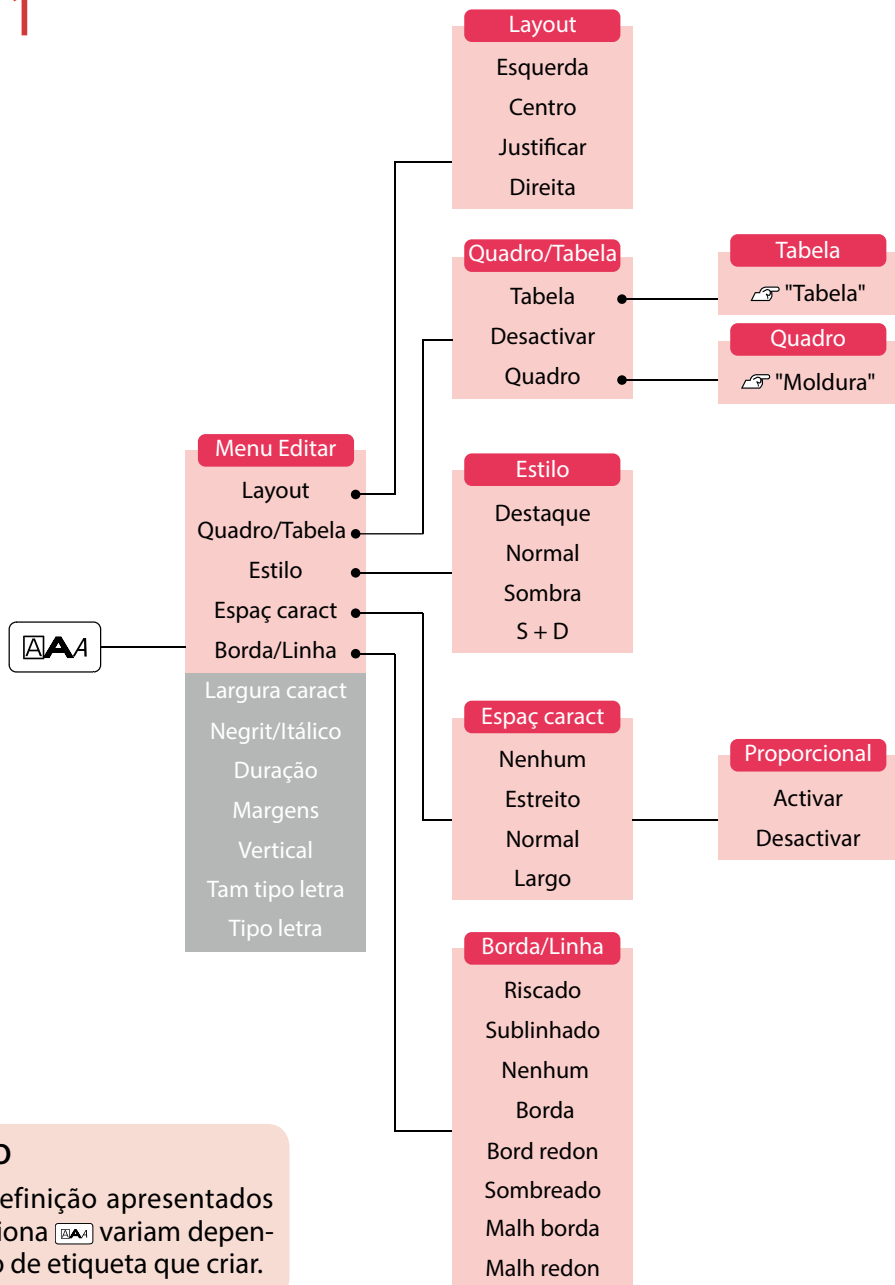 1
Layout
Esquerda
Centro
Justificar
Direita
Quadro/Tabela
Tabela
Desactivar
Quadro
Tabela
"Tabela"
Quadro
"Moldura"
Menu Editar
Layout
Quadro/Tabela
Estilo
Espaç caract
Borda/Linha
Largura caract
Negrit/Itálico
Duração
Margens
Vertical
Tam tipo letra
Tipo letra
AAA
Estilo
Destaque
Normal
Sombra
S + D
Espaç caract
Nenhum
Estreito
Normal
Largo
Proporcional
Activar
Desactivar
Borda/Linha
Riscado
Sublinhado
Nenhum
Borda
Bord redon
Sombreado
Malh borda
Malh redon
efinição apresentados
iona AAA variam depen-
o de etiqueta que criar.